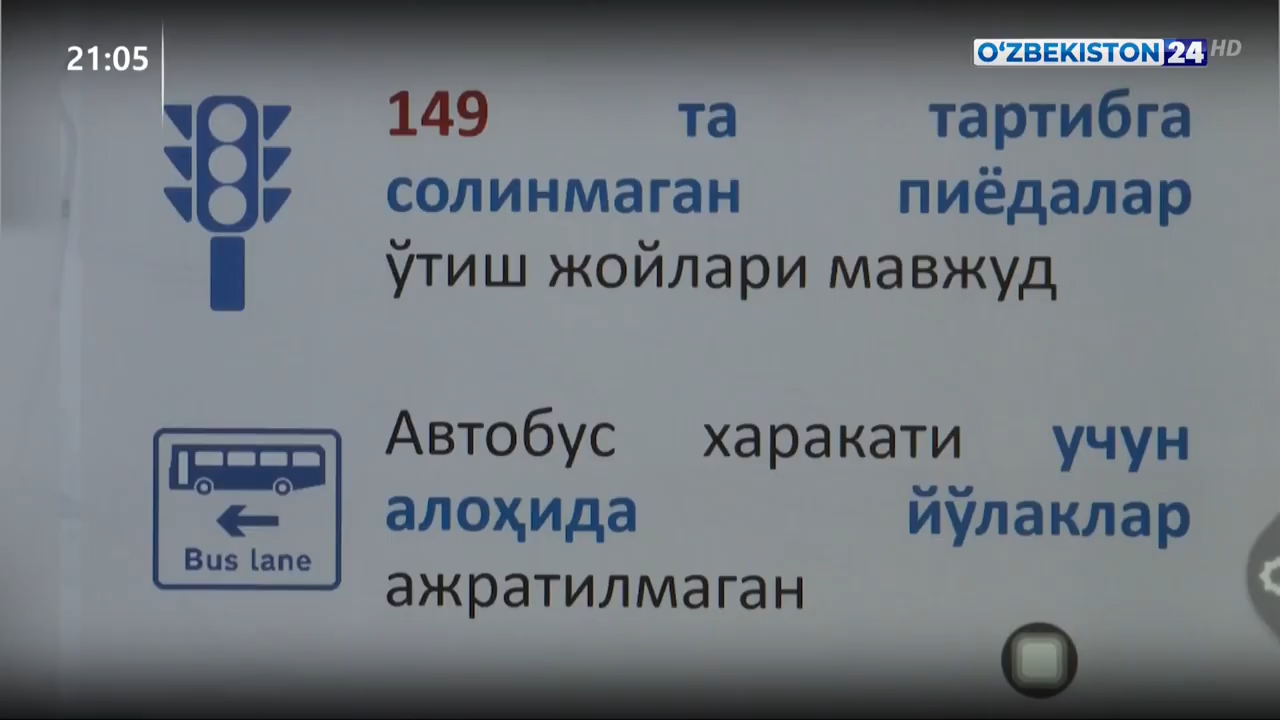 21:05
O‘ZBEKISTON 24 HD
149 та тартибга
солинмаган пиёдалар
ўтиш жойлари мавжуд
Автобус харакати учун
алоҳида йўлаклар
ажратилмаган
Bus lane